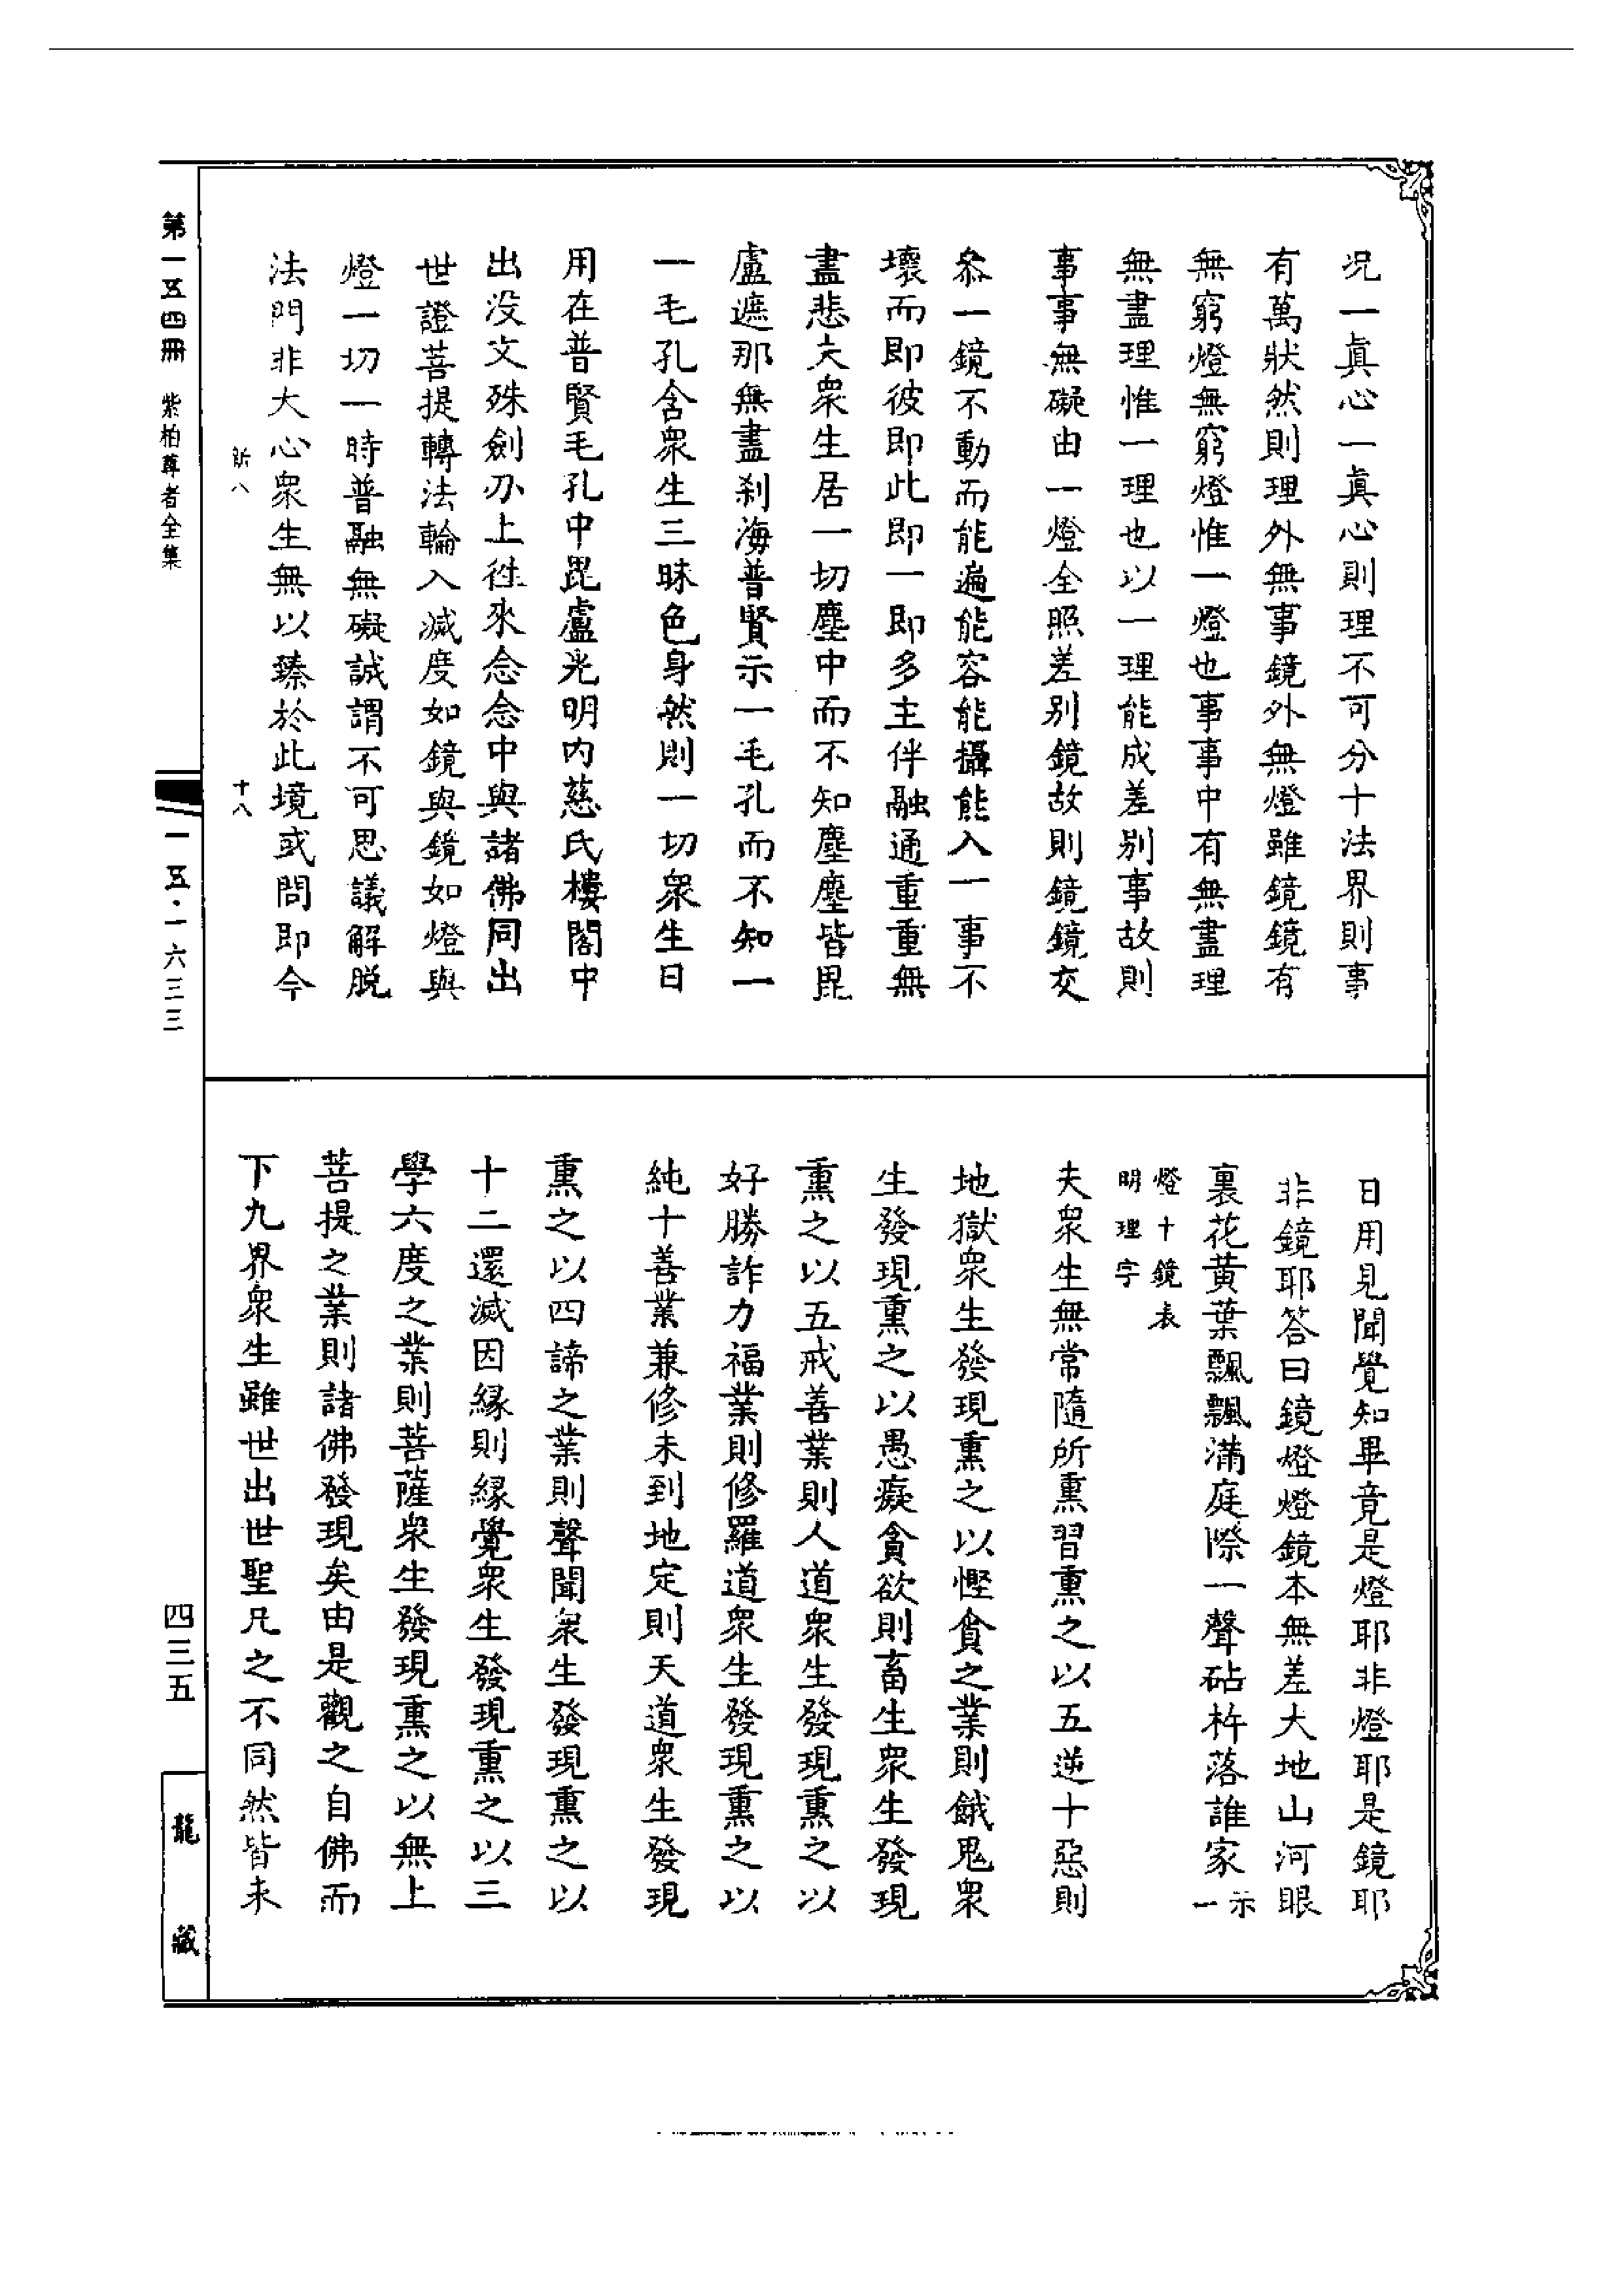 况一真心一真心則理不可分十法界則事
有萬狀然則理外無事鏡外無燈雖鏡鏡有
無窮燈無窮燈惟一燈也事事中有無盡理
無盡理惟一理也以一理能成差别事故則
事事無礙由一燈全照差别鏡故則鏡鏡交
叅一鏡不動而能遍能容能攝能入一事不
壞而即彼即此即一即多主伴融通重重無
盡悲夫衆生居一切塵中而不知塵塵皆毘
盧遮那無盡刹海普賢示一毛孔而不知一
一毛孔含衆生三昧色身然則一切衆生日
用在普賢毛孔中毘盧光明内慈氏樓閣中
出没文殊劍刃上徃來念念中與諸佛同出
世證菩提轉法輪入滅度如鏡與鏡如燈與
燈一切一時普融無礙誠謂不可思議解脱
法門非大心衆生無以臻於此境或問即今
新八 十八
日用見聞覺知畢竟是燈耶非燈耶是鏡耶
非鏡耶答曰鏡燈燈鏡本無差大地山河眼
裏花黄葉飄飄滿庭際一聲砧杵落誰家示一
燈十鏡表
明理字
夫衆生無常隨所熏習熏之以五逆十惡則
地獄衆生發現熏之以慳貪之業則餓鬼衆
生發現熏之以愚癡貪欲則畜生衆生發現
熏之以五戒善業則人道衆生發現熏之以
好勝詐力福業則修羅道衆生發現熏之以
純十善業兼修未到地定則天道衆生發現
熏之以四諦之業則聲聞衆生發現熏之以
十二還滅因縁則縁覺衆生發現熏之以三
學六度之業則菩薩衆生發現熏之以無上
菩提之業則諸佛發現矣由是觀之自佛而
下九界衆生雖世出世聖凡之不同然皆未
第一五四冊 紫柏尊者全集
一五·一六三三
四三五
龍藏